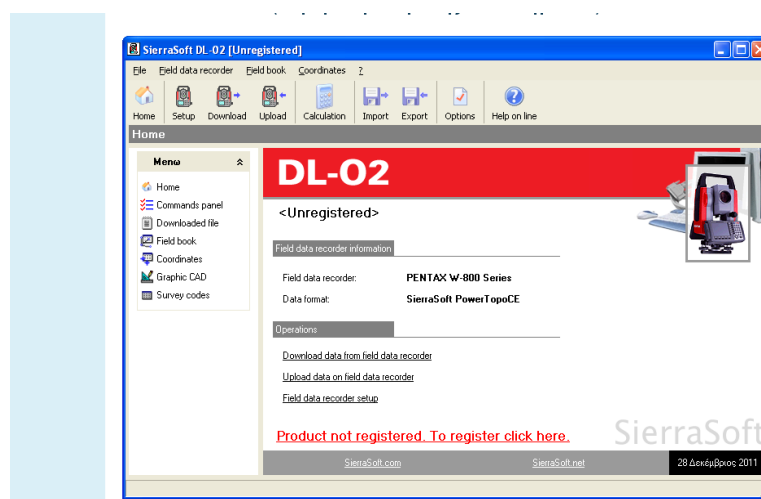 SierraSoft DL-02 [Unregistered]
File Field data recorder Field book Coordinates ?
Home Setup Download Upload Calculation Import Export Options Help on line
Home
Menu
Home
Commands panel
Downloaded file
Field book
Coordinates
Graphic CAD
Survey codes
DL-02
<Unregistered>
Field data recorder information
Field data recorder: PENTAX W-800 Series
Data format: SierraSoft PowerTopoCE
Operations
Download data from field data recorder
Upload data on field data recorder
Field data recorder setup
Product not registered. To register click here.
SierraSoft
SierraSoft.com SierraSoft.net 28 Δεκέμβριος 2011